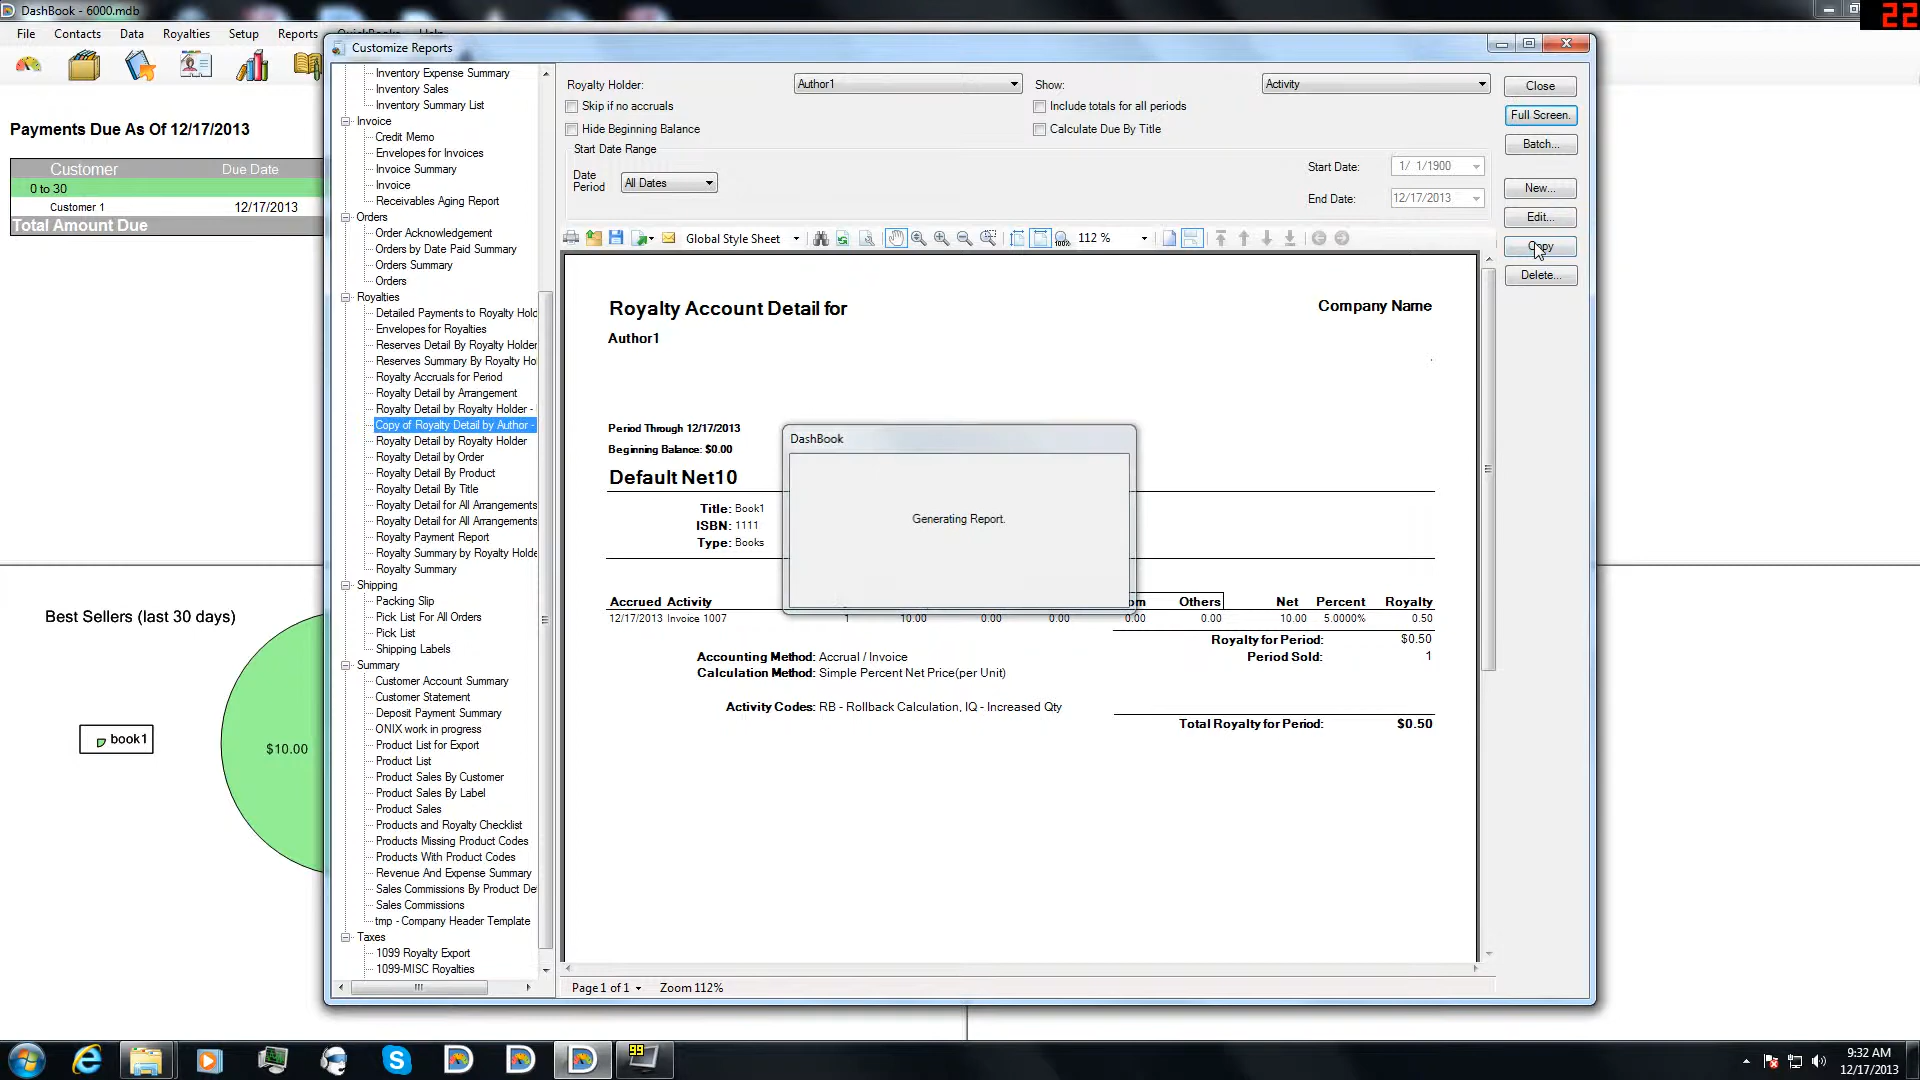 DashBook - 6000.mdb
22
File Contacts Data Royalties Setup Reports
Customize Reports
Payments Due As Of 12/17/2013
Customer Due Date
0 to 30
Customer 1 12/17/2013
Total Amount Due
Best Sellers (last 30 days)
book1
$10.00
Inventory Expense Summary
Inventory Sales
Inventory Summary List
Invoice
Credit Memo
Envelopes for Invoices
Invoice Summary
Invoice
Receivables Aging Report
Orders
Order Acknowledgement
Orders by Date Paid Summary
Orders Summary
Orders
Royalties
Detailed Payments to Royalty Hold
Envelopes for Royalties
Reserves Detail By Royalty Holder
Reserves Summary By Royalty Ho
Royalty Accruals for Period
Royalty Detail by Arrangement
Royalty Detail by Royalty Holder -
Copy of Royalty Detail by Author -
Royalty Detail by Royalty Holder
Royalty Detail by Order
Royalty Detail By Product
Royalty Detail By Title
Royalty Detail for All Arrangements
Royalty Detail for All Arrangements
Royalty Payment Report
Royalty Summary by Royalty Holde
Royalty Summary
Shipping
Packing Slip
Pick List For All Orders
Pick List
Shipping Labels
Summary
Customer Account Summary
Customer Statement
Deposit Payment Summary
ONIX work in progress
Product List for Export
Product List
Product Sales By Customer
Product Sales By Label
Product Sales
Products and Royalty Checklist
Products Missing Product Codes
Products With Product Codes
Revenue And Expense Summary
Sales Commissions By Product De
Sales Commissions
tmp - Company Header Template
Taxes
1099 Royalty Export
1099-MISC Royalties
Royalty Holder: Author1 Show: Activity
Skip if no accruals Include totals for all periods
Hide Beginning Balance Calculate Due By Title
Start Date Range
Date Period All Dates
Start Date: 1/ 1/1900
End Date: 12/17/2013
Close
Full Screen.
Batch...
New...
Edit...
Copy
Delete...
Global Style Sheet 100% 112 %
Royalty Account Detail for Company Name
Author1
Period Through 12/17/2013
Beginning Balance: $0.00
Default Net10
Title: Book1
ISBN: 1111
Type: Books
DashBook
Generating Report.
Accrued Activity om Others Net Percent Royalty
12/17/2013 Invoice 1007 1 10.00 0.00 0.00 0.00 0.00 10.00 5.0000% 0.50
Royalty for Period: $0.50
Accounting Method: Accrual / Invoice Period Sold: 1
Calculation Method: Simple Percent Net Price(per Unit)
Activity Codes: RB - Rollback Calculation, IQ - Increased Qty
Total Royalty for Period: $0.50
Page 1 of 1 Zoom 112%
99
9:32 AM
12/17/2013